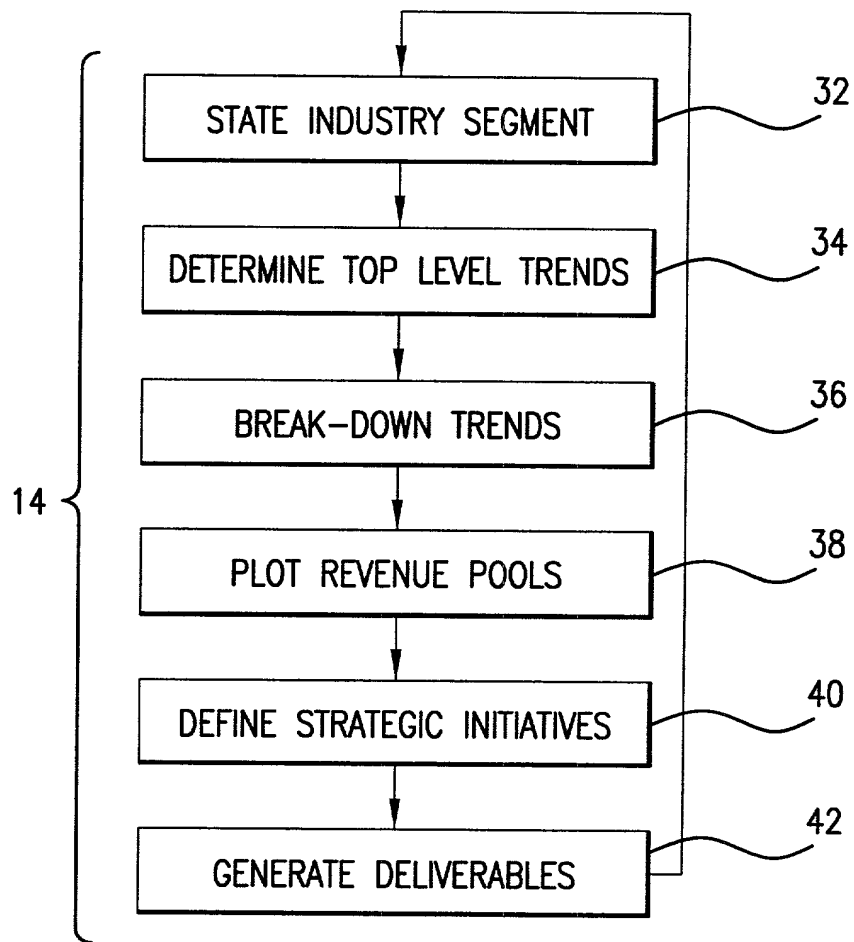 STATE INDUSTRY SEGMENT
32
DETERMINE TOP LEVEL TRENDS
34
BREAK-DOWN TRENDS
36
14
PLOT REVENUE POOLS
38
DEFINE STRATEGIC INITIATIVES
40
GENERATE DELIVERABLES
42